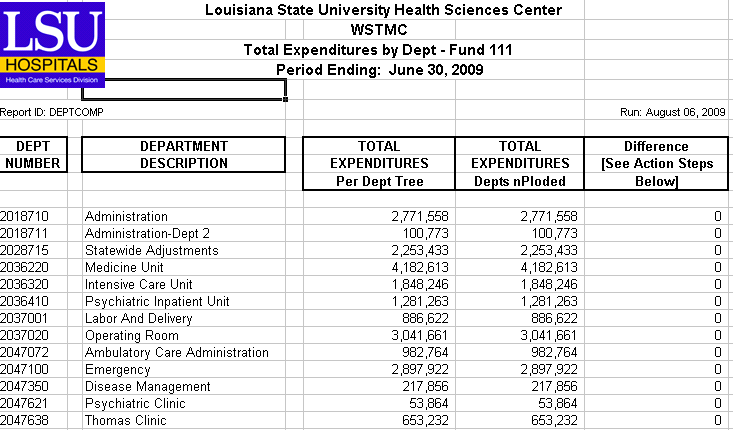 LSU
HOSPITALS
Health Care Services Division
Louisiana State University Health Sciences Center
WSTMC
Total Expenditures by Dept - Fund 111
Period Ending: June 30, 2009
Report ID: DEPTCOMP Run: August 06, 2009
DEPT DEPARTMENT TOTAL TOTAL Difference
NUMBER DESCRIPTION EXPENDITURES EXPENDITURES [See Action Steps
Per Dept Tree Depts nPloded Below]
2018710 Administration 2,771,558 2,771,558 0
2018711 Administration-Dept 2 100,773 100,773 0
2028715 Statewide Adjustments 2,253,433 2,253,433 0
2036220 Medicine Unit 4,182,613 4,182,613 0
2036320 Intensive Care Unit 1,848,246 1,848,246 0
2036410 Psychiatric Inpatient Unit 1,281,263 1,281,263 0
2037001 Labor And Delivery 886,622 886,622 0
2037020 Operating Room 3,041,661 3,041,661 0
2047072 Ambulatory Care Administration 982,764 982,764 0
2047100 Emergency 2,897,922 2,897,922 0
2047350 Disease Management 217,856 217,856 0
2047621 Psychiatric Clinic 53,864 53,864 0
2047638 Thomas Clinic 653,232 653,232 0